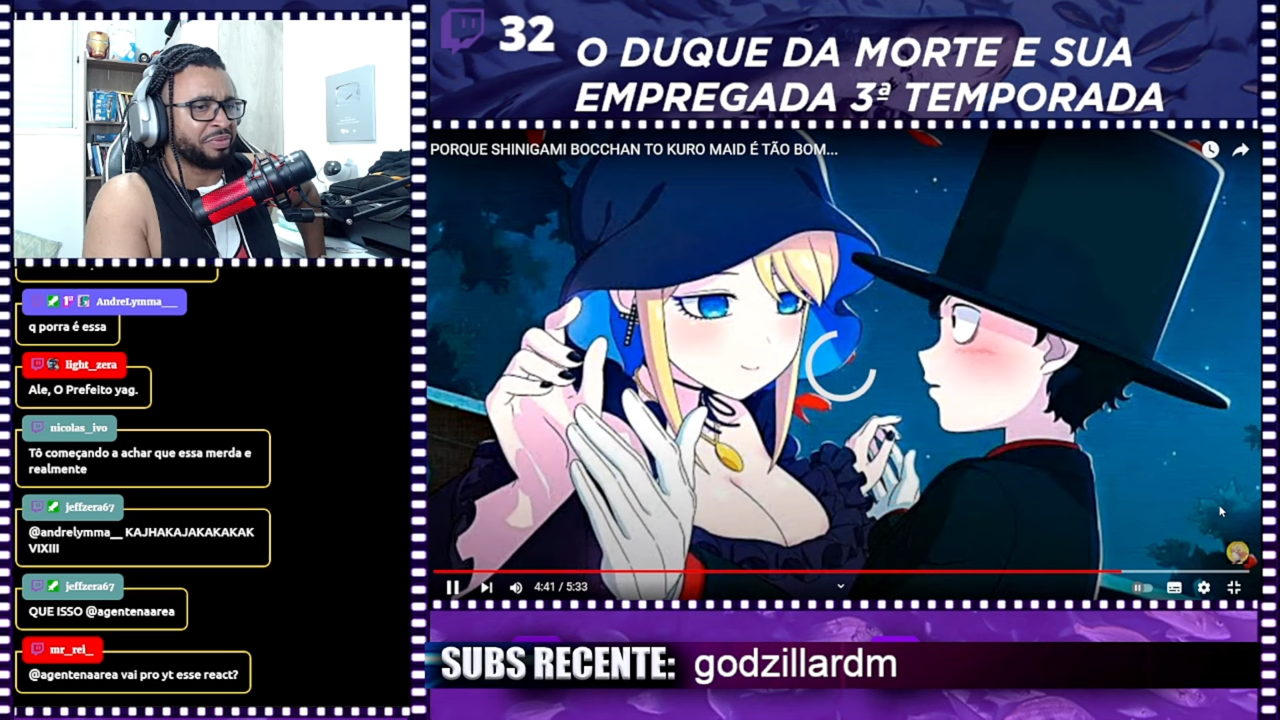 32
O DUQUE DA MORTE E SUA
EMPREGADA 3ª TEMPORADA
PORQUE SHINIGAMI BOCCHAN TO KURO MAID É TÃO BOM...
1º AndreLymma__
q porra é essa
light_zera
Ale, O Prefeito yag.
nicolas_ivo
Tô começando a achar que essa merda e
realmente
jeffzera67
@andrelymma__ KAJHAKAJAKAKAKAK
VIXIII
jeffzera67
QUE ISSO @agentenaarea
mr_rei_
@agentenaarea vai pro yt esse react?
4:41 / 5:33
SUBS RECENTE: godzillardm